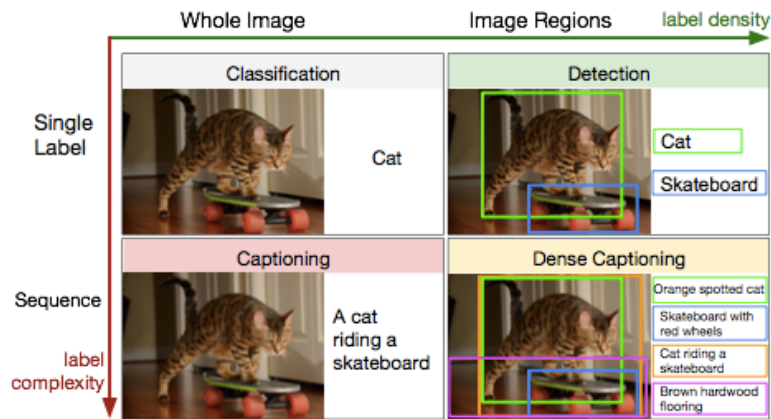 Whole Image
Image Regions
label density
Single
Label
Classification
Cat
Detection
Cat
Skateboard
Sequence
label
complexity
Captioning
A cat
riding a
skateboard
Dense Captioning
Orange spotted cat
Skateboard with
red wheels
Cat riding a
skateboard
Brown hardwood
flooring